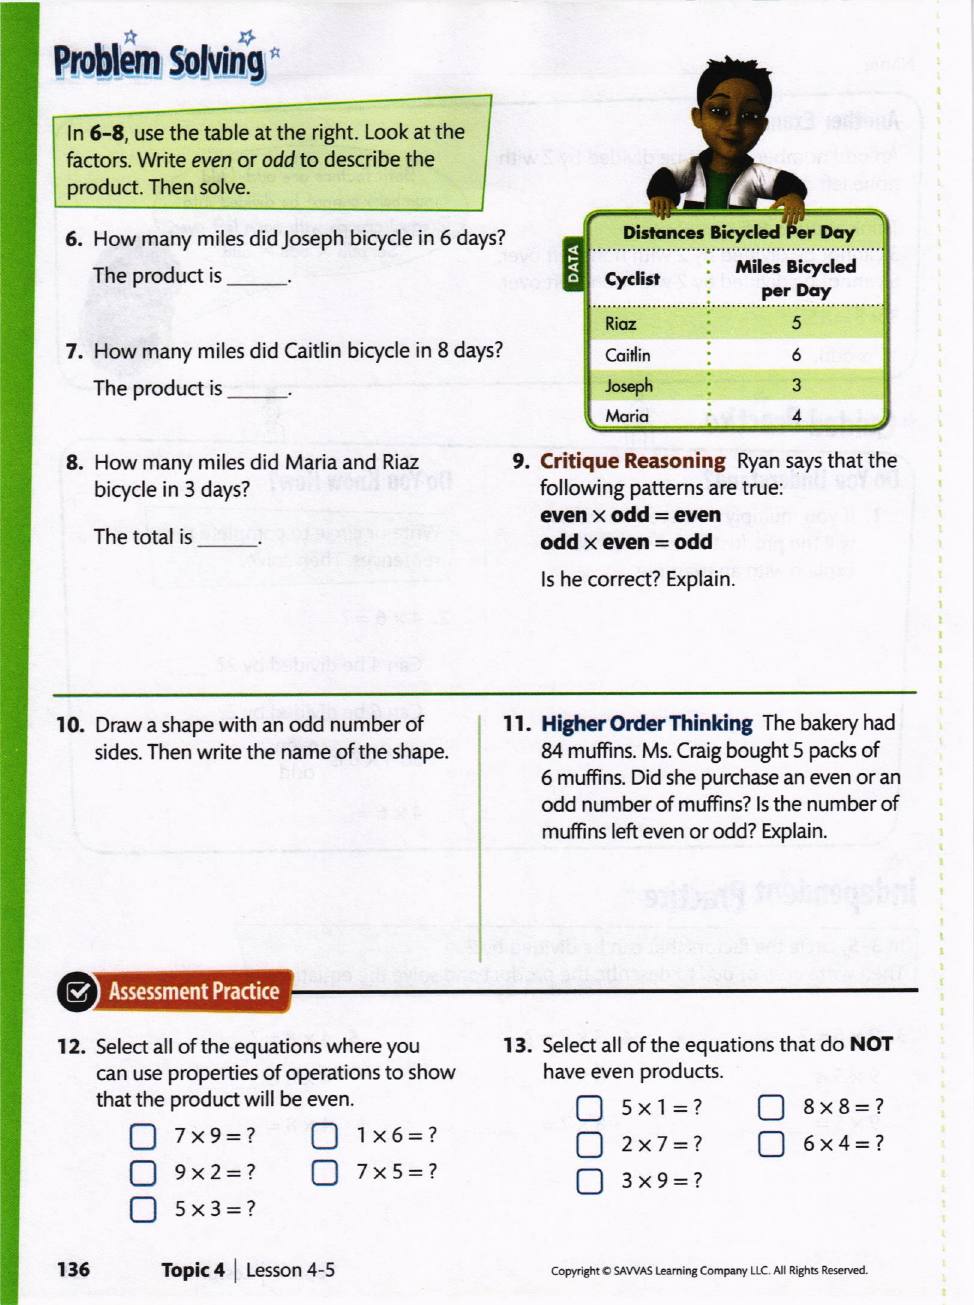 Problem Solving
In 6–8, use the table at the right. Look at the
factors. Write even or odd to describe the
product. Then solve.
6. How many miles did Joseph bicycle in 6 days?
The product is ______.
7. How many miles did Caitlin bicycle in 8 days?
The product is ______.
DATA
Distances Bicycled Per Day
Cyclist Miles Bicycled
per Day
Riaz 5
Caitlin 6
Joseph 3
Maria 4
8. How many miles did Maria and Riaz
bicycle in 3 days?
The total is ______.
9. Critique Reasoning Ryan says that the
following patterns are true:
even × odd = even
odd × even = odd
Is he correct? Explain.
10. Draw a shape with an odd number of
sides. Then write the name of the shape.
11. Higher Order Thinking The bakery had
84 muffins. Ms. Craig bought 5 packs of
6 muffins. Did she purchase an even or an
odd number of muffins? Is the number of
muffins left even or odd? Explain.
Assessment Practice
12. Select all of the equations where you
can use properties of operations to show
that the product will be even.
7 × 9 = ? 1 × 6 = ?
9 × 2 = ? 7 × 5 = ?
5 × 3 = ?
13. Select all of the equations that do NOT
have even products.
5 × 1 = ? 8 × 8 = ?
2 × 7 = ? 6 × 4 = ?
3 × 9 = ?
136 Topic 4 | Lesson 4-5
Copyright © SAVVAS Learning Company LLC. All Rights Reserved.